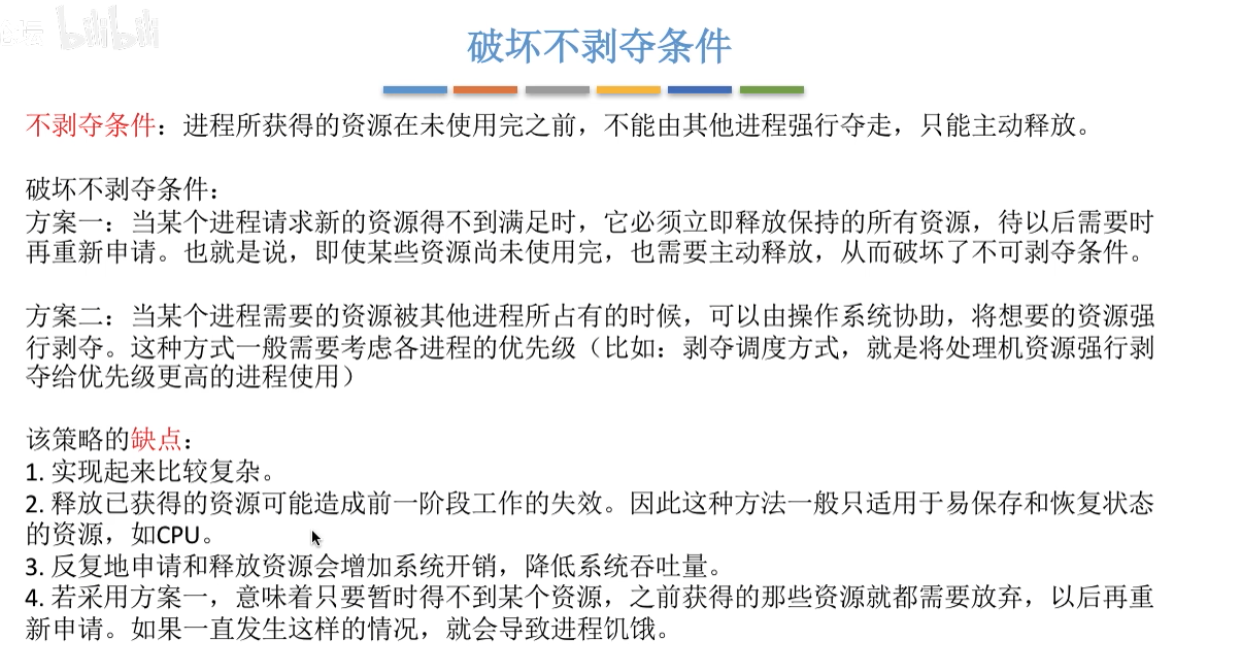 论坛 bilibili
破坏不剥夺条件
不剥夺条件：进程所获得的资源在未使用完之前，不能由其他进程强行夺走，只能主动释放。
破坏不剥夺条件：
方案一：当某个进程请求新的资源得不到满足时，它必须立即释放保持的所有资源，待以后需要时
再重新申请。也就是说，即使某些资源尚未使用完，也需要主动释放，从而破坏了不可剥夺条件。
方案二：当某个进程需要的资源被其他进程所占有的时候，可以由操作系统协助，将想要的资源强
行剥夺。这种方式一般需要考虑各进程的优先级（比如：剥夺调度方式，就是将处理机资源强行剥
夺给优先级更高的进程使用）
该策略的缺点：
1. 实现起来比较复杂。
2. 释放已获得的资源可能造成前一阶段工作的失效。因此这种方法一般只适用于易保存和恢复状态
的资源，如CPU。
3. 反复地申请和释放资源会增加系统开销，降低系统吞吐量。
4. 若采用方案一，意味着只要暂时得不到某个资源，之前获得的那些资源就都需要放弃，以后再重
新申请。如果一直发生这样的情况，就会导致进程饥饿。